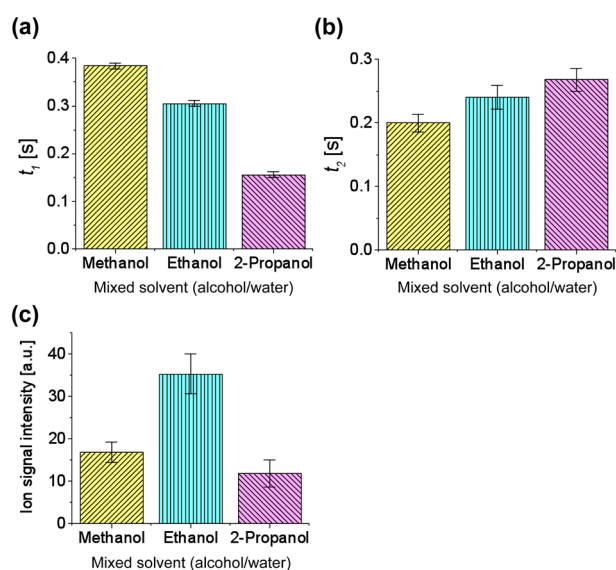 (a)
t1 [s]
0.4
0.3
0.2
0.1
0.0
Methanol Ethanol 2-Propanol
Mixed solvent (alcohol/water)
(b)
t2 [s]
0.3
0.2
0.1
0.0
Methanol Ethanol 2-Propanol
Mixed solvent (alcohol/water)
(c)
Ion signal intensity [a.u.]
40
30
20
10
0
Methanol Ethanol 2-Propanol
Mixed solvent (alcohol/water)